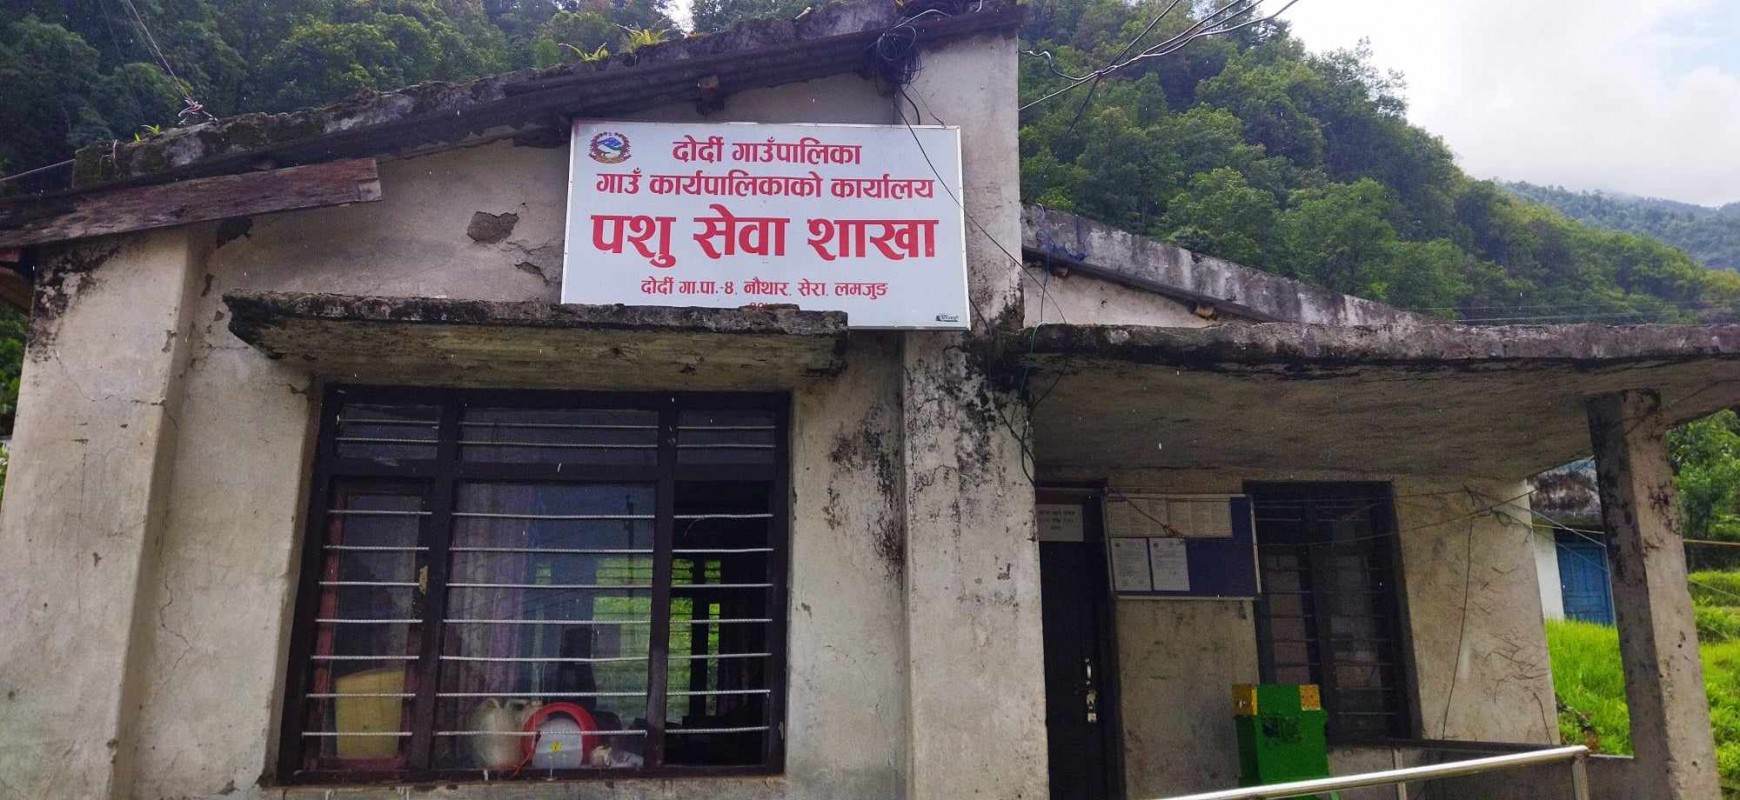 दोर्दी गाउँपालिका
गाउँ कार्यपालिकाको कार्यालय
पशु सेवा शाखा
दोर्दी गा.पा.-४, नौथार, सेरा, लमजुङ